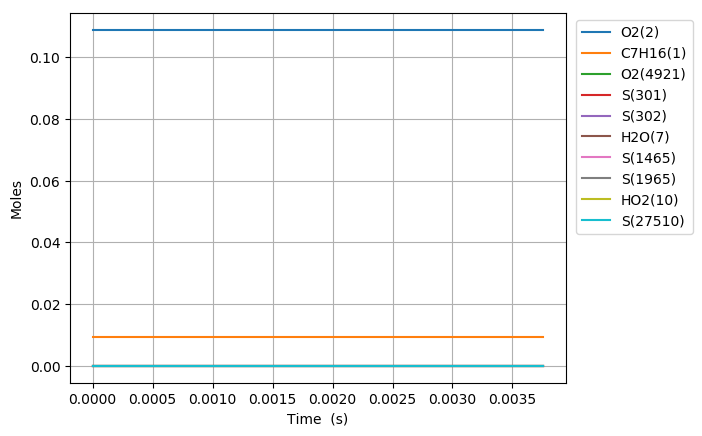 0.10
0.08
0.06
0.04
0.02
0.00
Moles
0.0000 0.0005 0.0010 0.0015 0.0020 0.0025 0.0030 0.0035
Time (s)
O2(2)
C7H16(1)
O2(4921)
S(301)
S(302)
H2O(7)
S(1465)
S(1965)
HO2(10)
S(27510)